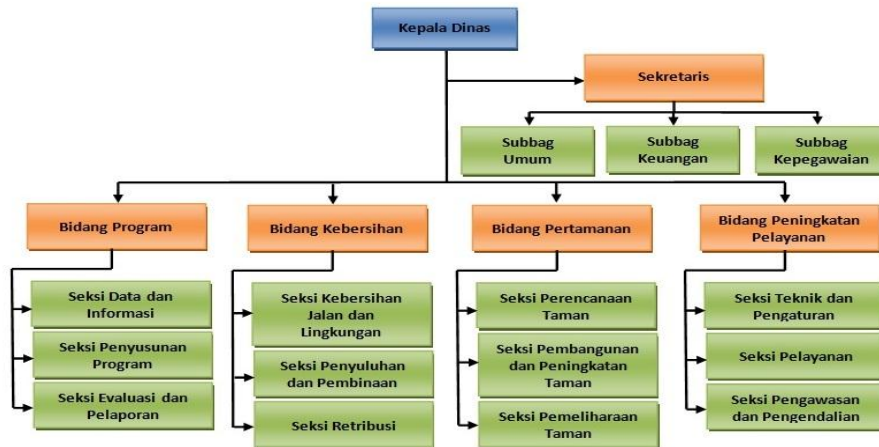 Kepala Dinas
Sekretaris
Subbag
Umum
Subbag
Keuangan
Subbag
Kepegawaian
Bidang Program
Seksi Data dan
Informasi
Seksi Penyusunan
Program
Seksi Evaluasi dan
Pelaporan
Bidang Kebersihan
Seksi Kebersihan
Jalan dan
Lingkungan
Seksi Penyuluhan
dan Pembinaan
Seksi Retribusi
Bidang Pertamanan
Seksi Perencanaan
Taman
Seksi Pembangunan
dan Peningkatan
Taman
Seksi Pemeliharaan
Taman
Bidang Peningkatan
Pelayanan
Seksi Teknik dan
Pengaturan
Seksi Pelayanan
Seksi Pengawasan
dan Pengendalian